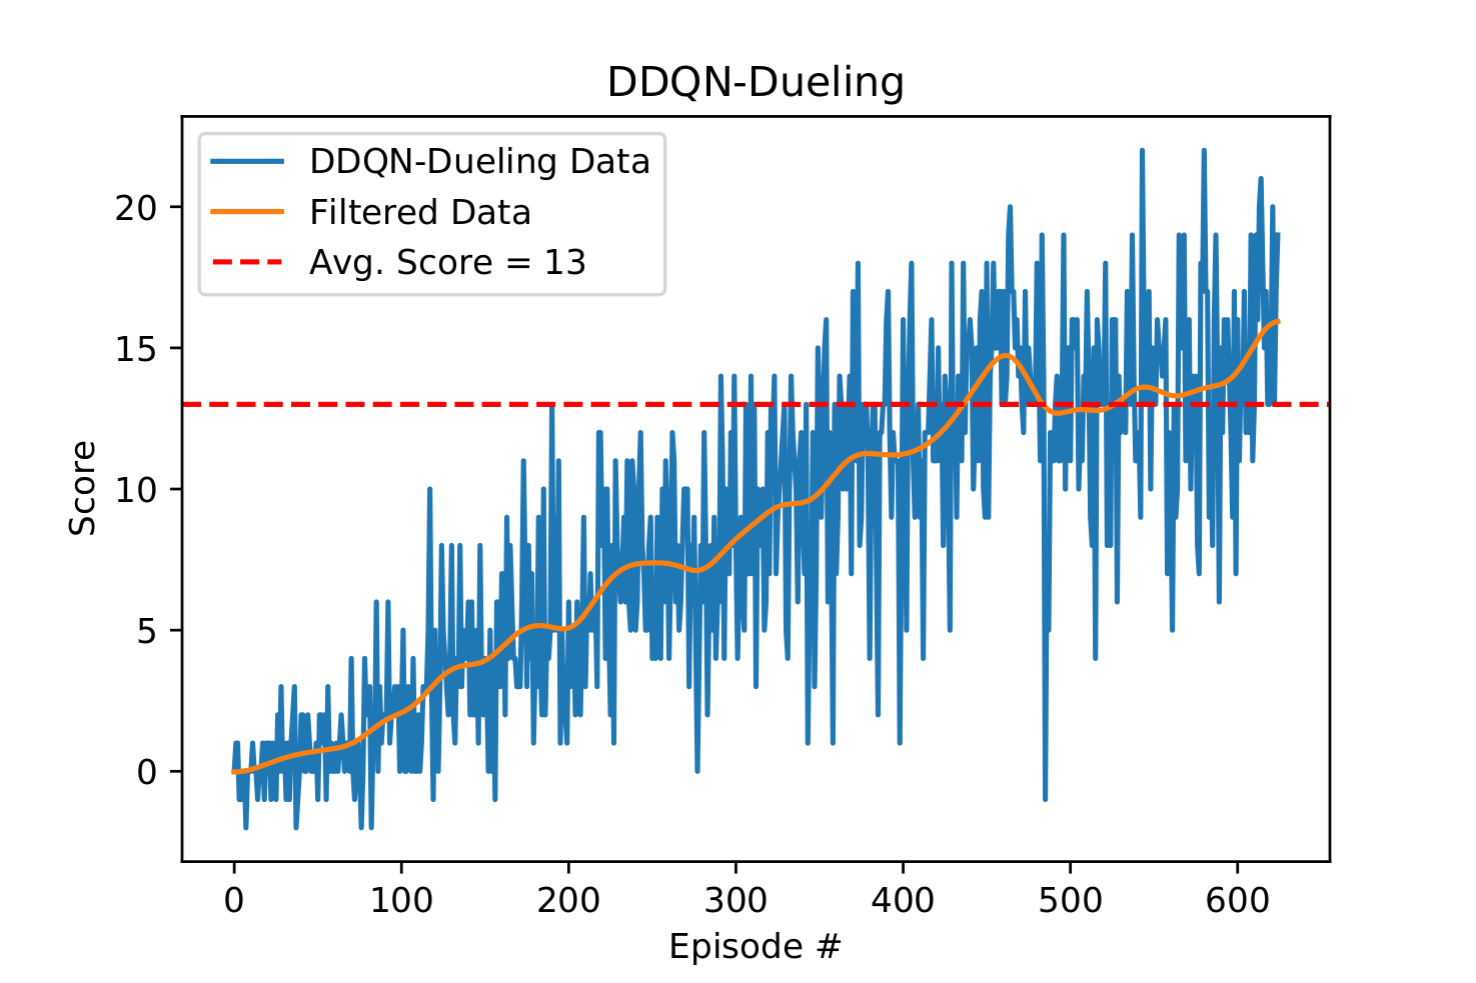 DDQN-Dueling
DDQN-Dueling Data
Filtered Data
Avg. Score = 13
20
15
10
5
0
Score
0 100 200 300 400 500 600
Episode #